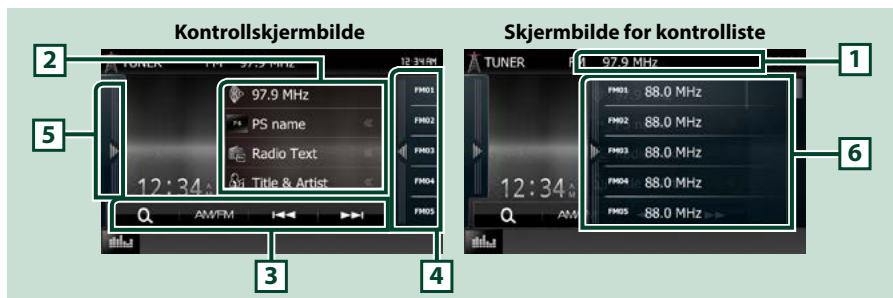 Kontrollskjermbilde
Skjermbilde for kontrolliste
2
TUNER FM 97.9 MHz 12:34 AM
97.9 MHz
PS name
Radio Text
Title & Artist
FM01
FM02
FM03
FM04
FM05
5
12:34 AM
AM/FM
3
4
TUNER FM 97.9 MHz
1
FM01 88.0 MHz
FM02 88.0 MHz
FM03 88.0 MHz
FM04 88.0 MHz
FM05 88.0 MHz
6
12:34 AM